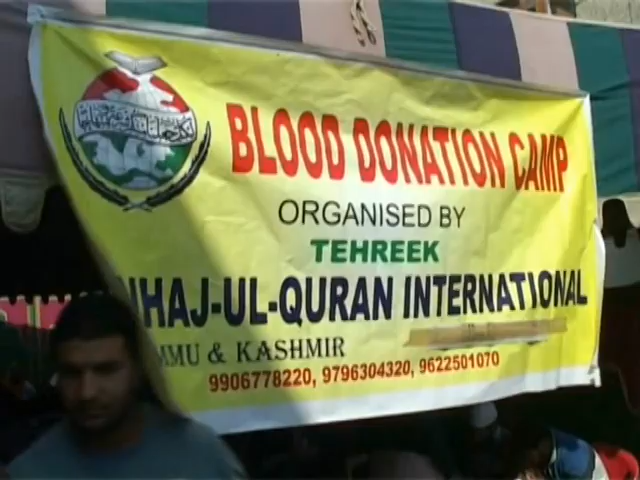 BLOOD DONATION CAMP
ORGANISED BY
TEHREEK
NHAJ-UL-QURAN INTERNATIONAL
MMU & KASHMIR
9906778220, 9796304320, 9622501070